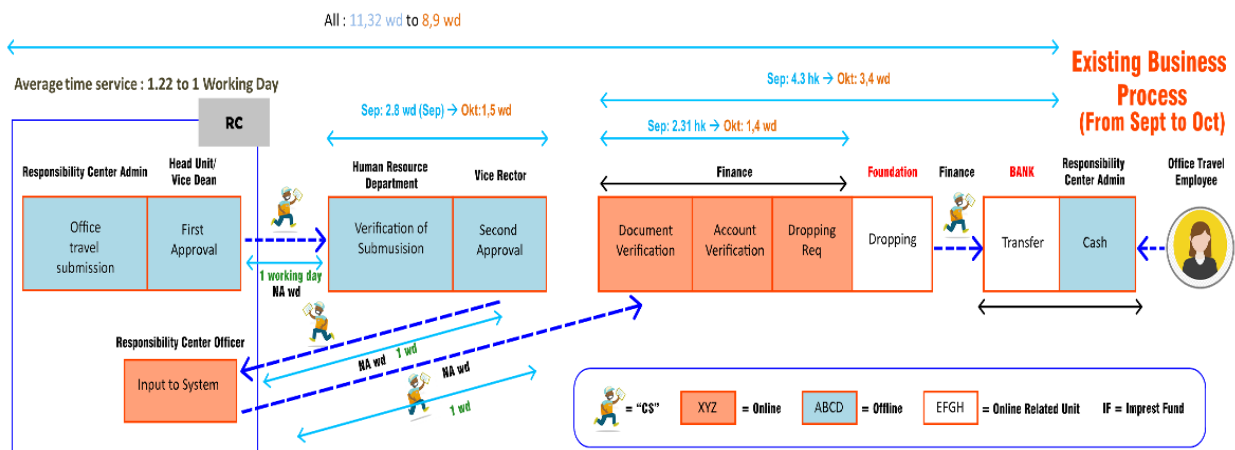 All : 11,32 wd to 8,9 wd
Existing Business
Process
(From Sept to Oct)
Average time service : 1.22 to 1 Working Day
RC
Sep: 2.8 wd (Sep) → Okt:1,5 wd
Sep: 4.3 hk → Okt: 3,4 wd
Sep: 2.31 hk → Okt: 1,4 wd
Responsibility Center Admin
Head Unit/
Vice Dean
Human Resource
Department
Vice Rector
Finance
Foundation
Finance
BANK
Responsibility
Center Admin
Office Travel
Employee
Office
travel
submission
First
Approval
Verification of
Submusision
Second
Approval
Document
Verification
Account
Verification
Dropping
Req
Dropping
Transfer
Cash
1 working day
NA wd
Responsibility Center Officer
Input to System
NA wd 1 wd
NA wd
1 wd
= "CS"
XYZ
= Online
ABCD
= Offline
EFGH
= Online Related Unit
IF = Imprest Fund